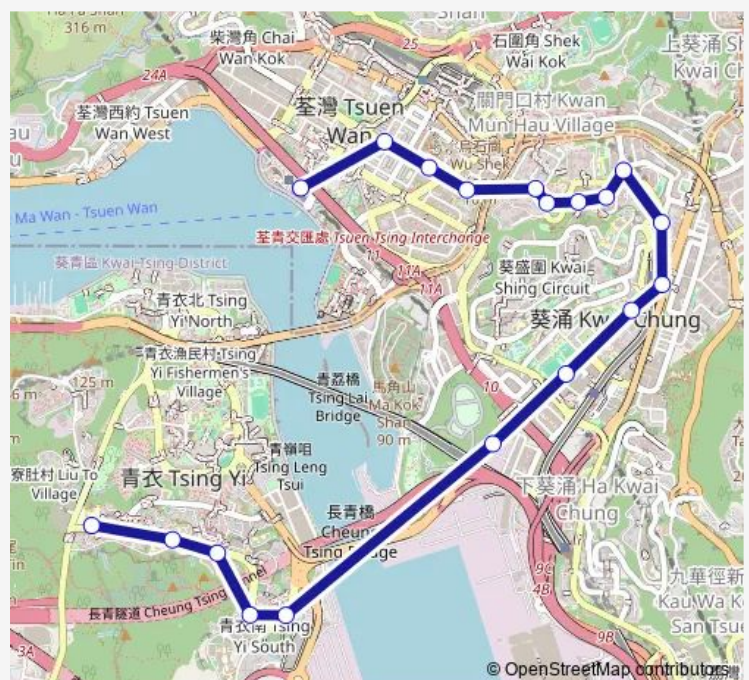 316 m
柴灣角 Chai
Wan Kok
25
石圍角 Shek
Wai Kok
上葵涌 Sh
Kwai Ch
24A
荃灣西約 Tsuen
Wan West
荃灣 Tsuen
Wan
關門口村 Kwan
Mun Hau Village
Wu Shek
Ma Wan - Tsuen Wan
荃青交匯處 Tsuen Tsing Interchange
葵青區 Kwai Tsing District
11
11A
11A
葵盛圍 Kwai
Shing Circuit
青衣北 Tsing
Yi North
葵涌 Kw
Chung
青衣漁民村 Tsing
Yi Fishermen's
Village
125 m
青荔橋
Tsing Lai
Bridge
馬角山
Ma Kok
Shan
90 m
10
青嶺咀
Tsing Leng
Tsui
寮肚村 Liu To
Village
青衣 Tsing Yi
下葵涌 Ha Kwai
Chung
長青橋
Cheung
Tsing Bridge
9C
4B
九華徑新
Kau Wa K
San Tsue
長青隧道 Cheung Tsing Tunnel
青衣南 Tsing
Yi South
3A
9B
© OpenStreetMap contributors